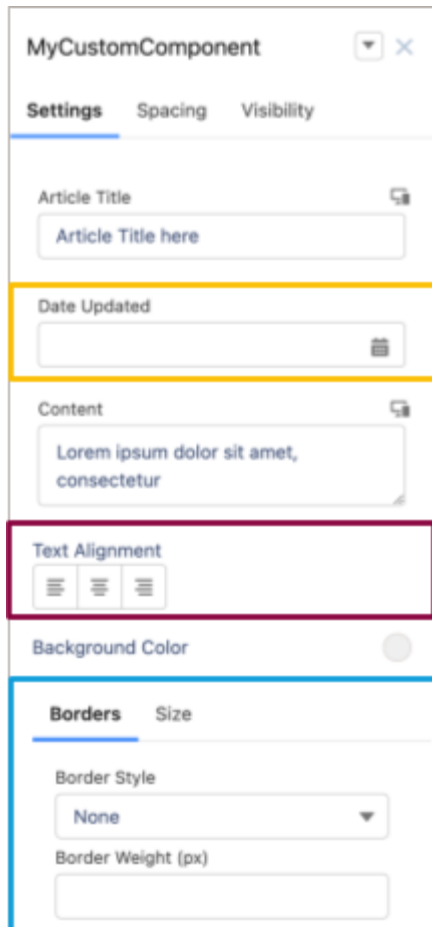 MyCustomComponent
Settings Spacing Visibility
Article Title
Article Title here
Date Updated
Content
Lorem ipsum dolor sit amet,
consectetur
Text Alignment
Background Color
Borders Size
Border Style
None
Border Weight (px)